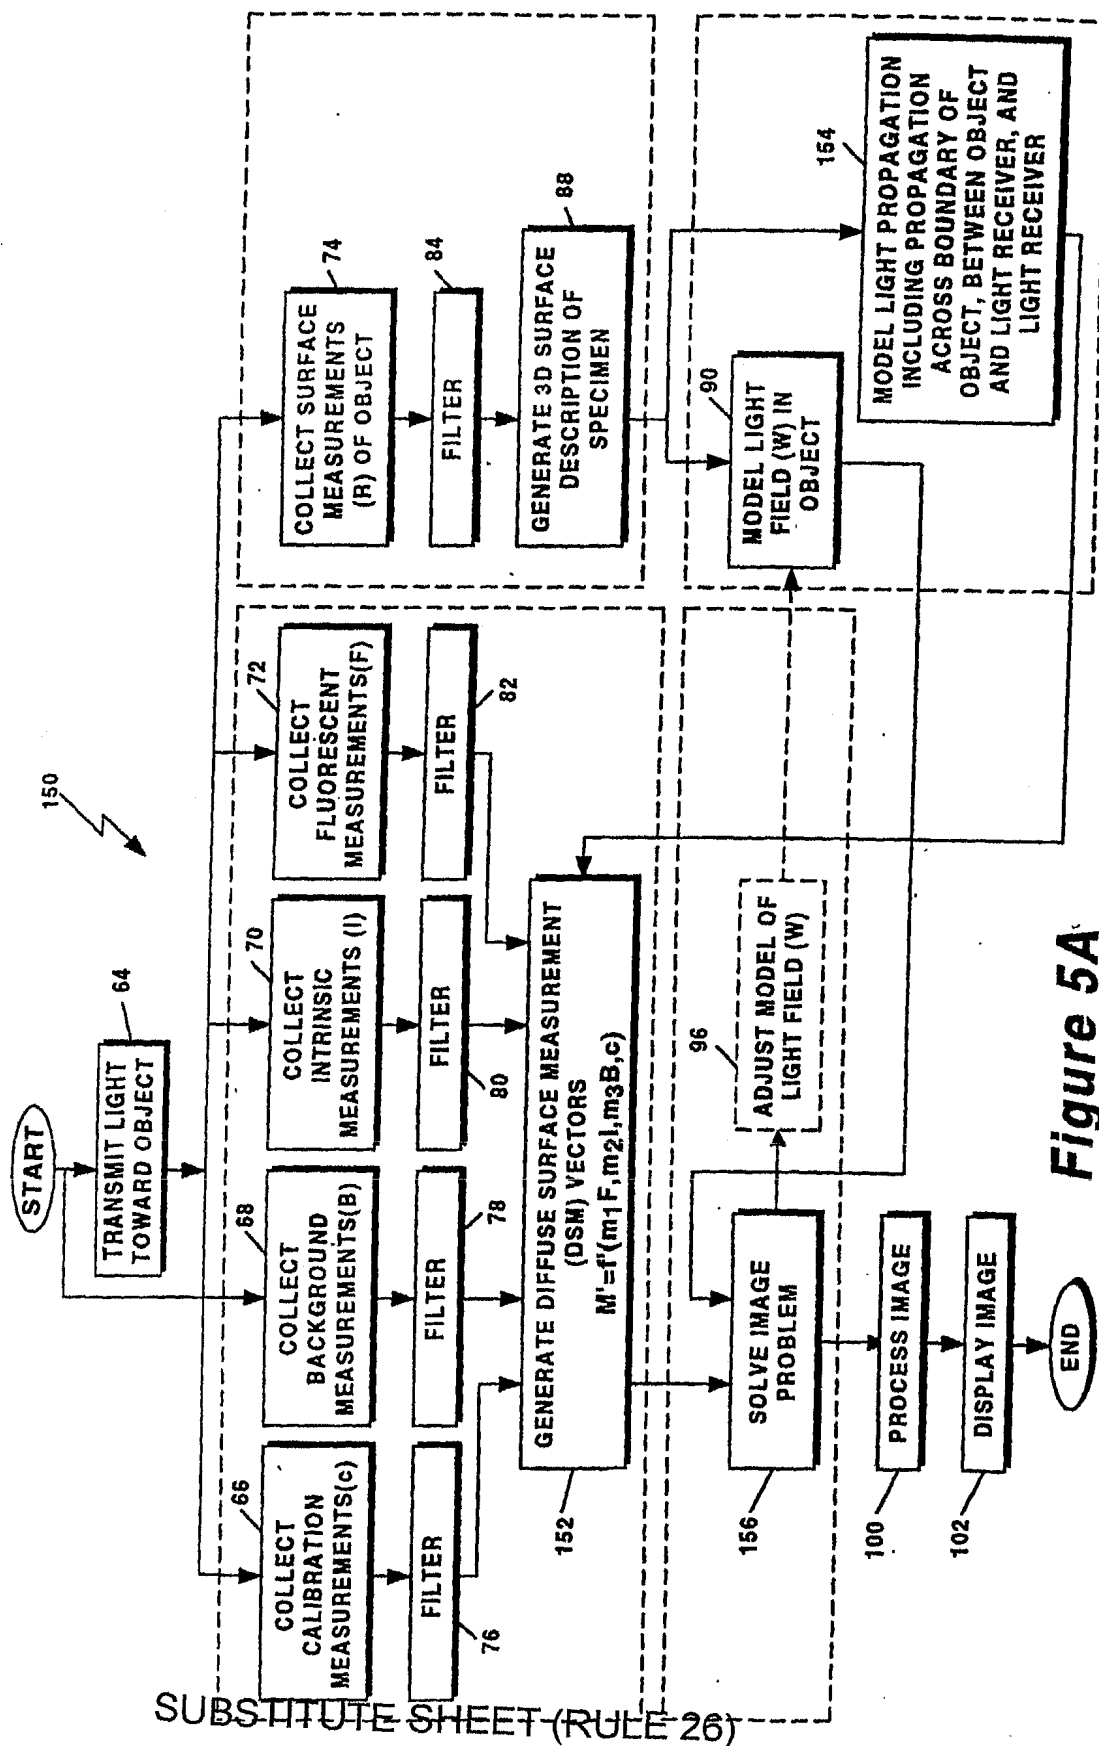 START
TRANSMIT LIGHT
TOWARD OBJECT
64
150
66
COLLECT
CALIBRATION
MEASUREMENTS(c)
68
COLLECT
BACKGROUND
MEASUREMENTS(B)
70
COLLECT
INTRINSIC
MEASUREMENTS (I)
72
COLLECT
FLUORESCENT
MEASUREMENTS(F)
COLLECT SURFACE
MEASUREMENTS
(R) OF OBJECT
74
FILTER
76
FILTER
78
FILTER
80
FILTER
82
FILTER
84
GENERATE DIFFUSE SURFACE MEASUREMENT
(DSM) VECTORS
M'=f'(m1F,m2I,m3B,c)
152
GENERATE 3D SURFACE
DESCRIPTION OF
SPECIMEN
88
SOLVE IMAGE
PROBLEM
156
96
ADJUST MODEL OF
LIGHT FIELD (W)
MODEL LIGHT
FIELD (W) IN
OBJECT
90
MODEL LIGHT PROPAGATION
INCLUDING PROPAGATION
ACROSS BOUNDARY OF
OBJECT, BETWEEN OBJECT
AND LIGHT RECEIVER, AND
LIGHT RECEIVER
154
PROCESS IMAGE
100
DISPLAY IMAGE
102
END
Figure 5A
SUBSTITUTE SHEET (RULE 26)